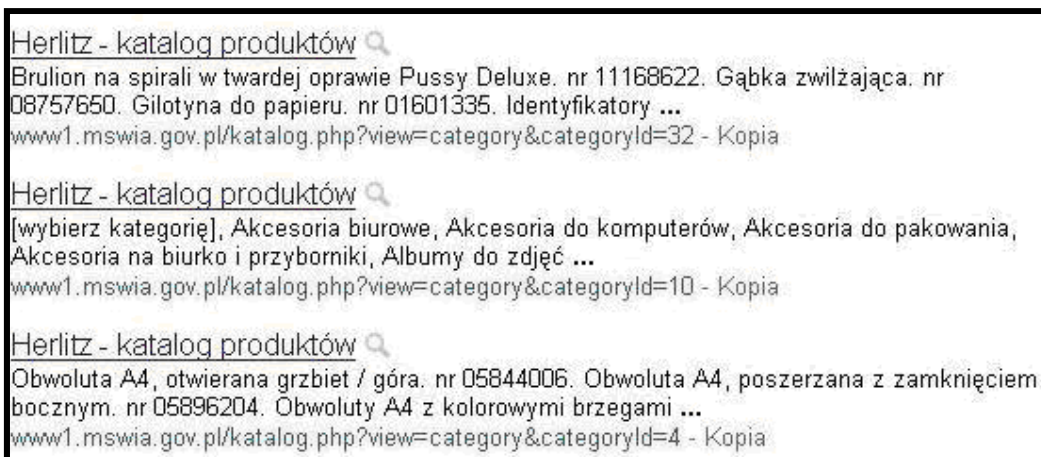 Herlitz - katalog produktów
Brulion na spirali w twardej oprawie Pussy Deluxe. nr 11168622. Gąbka zwilżająca. nr
08757650. Gilotyna do papieru. nr 01601335. Identyfikatory ...
www1.mswia.gov.pl/katalog.php?view=category&categoryId=32 - Kopia
Herlitz - katalog produktów
[wybierz kategorię], Akcesoria biurowe, Akcesoria do komputerów, Akcesoria do pakowania,
Akcesoria na biurko i przyborniki, Albumy do zdjęć ...
www1.mswia.gov.pl/katalog.php?view=category&categoryId=10 - Kopia
Herlitz - katalog produktów
Obwoluta A4, otwierana grzbiet / góra. nr 05844006. Obwoluta A4, poszerzana z zamknięciem
bocznym. nr 05896204. Obwoluty A4 z kolorowymi brzegami ...
www1.mswia.gov.pl/katalog.php?view=category&categoryId=4 - Kopia